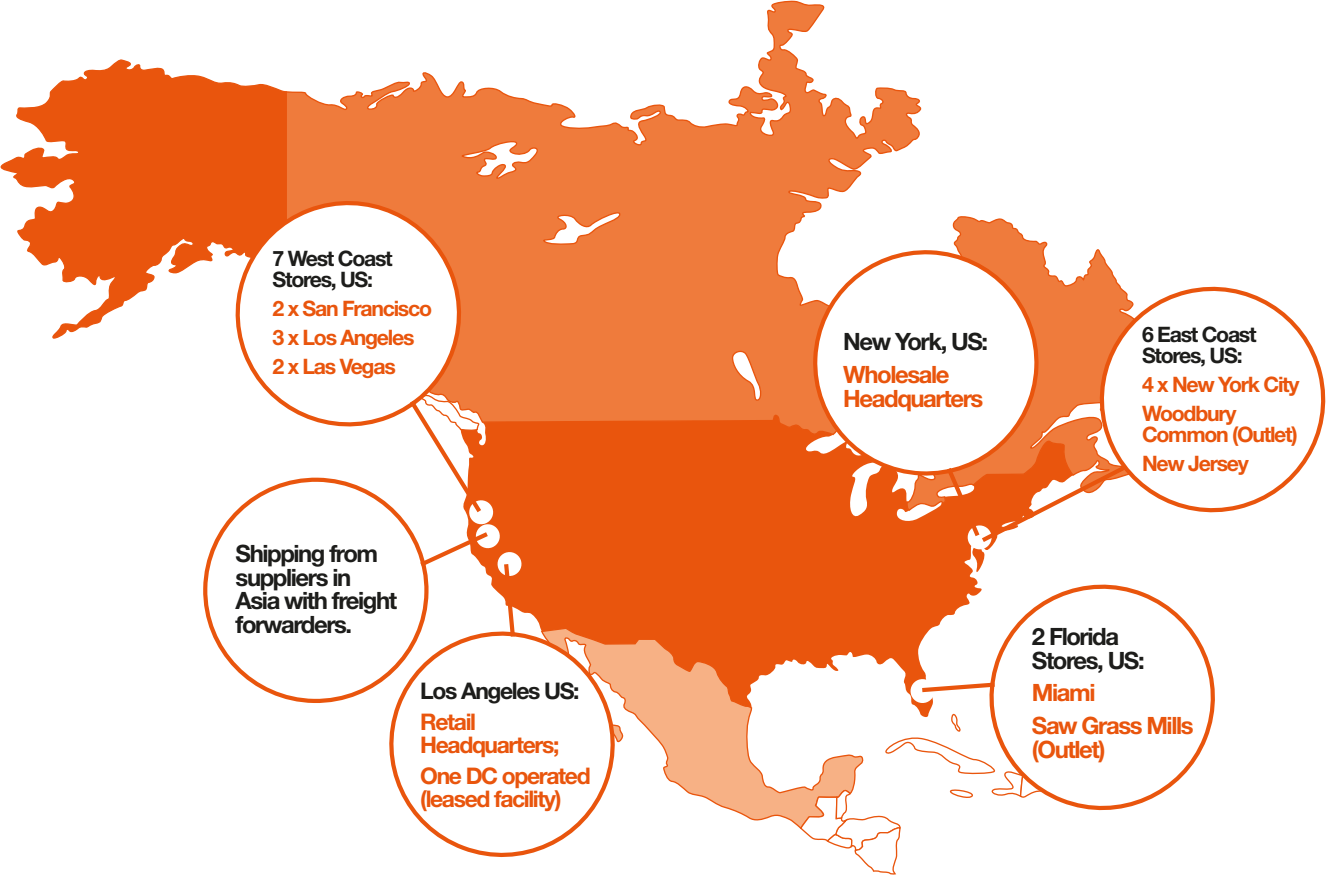 7 West Coast
Stores, US:
2 x San Francisco
3 x Los Angeles
2 x Las Vegas
New York, US:
Wholesale
Headquarters
6 East Coast
Stores, US:
4 x New York City
Woodbury
Common (Outlet)
New Jersey
Shipping from
suppliers in
Asia with freight
forwarders.
Los Angeles US:
Retail
Headquarters;
One DC operated
(leased facility)
2 Florida
Stores, US:
Miami
Saw Grass Mills
(Outlet)